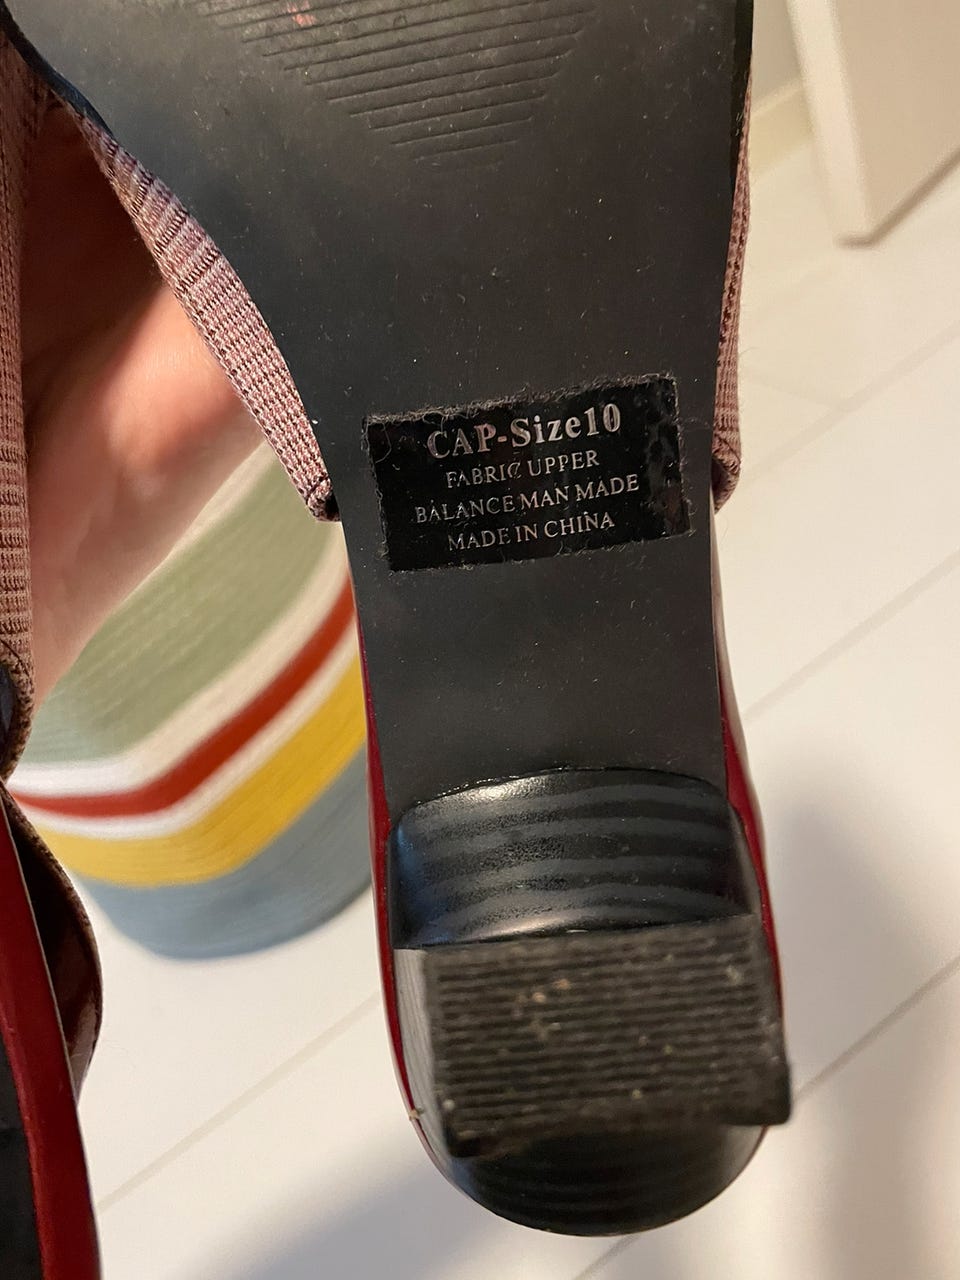 CAP-Size10
FABRIC UPPER
BALANCE MAN MADE
MADE IN CHINA